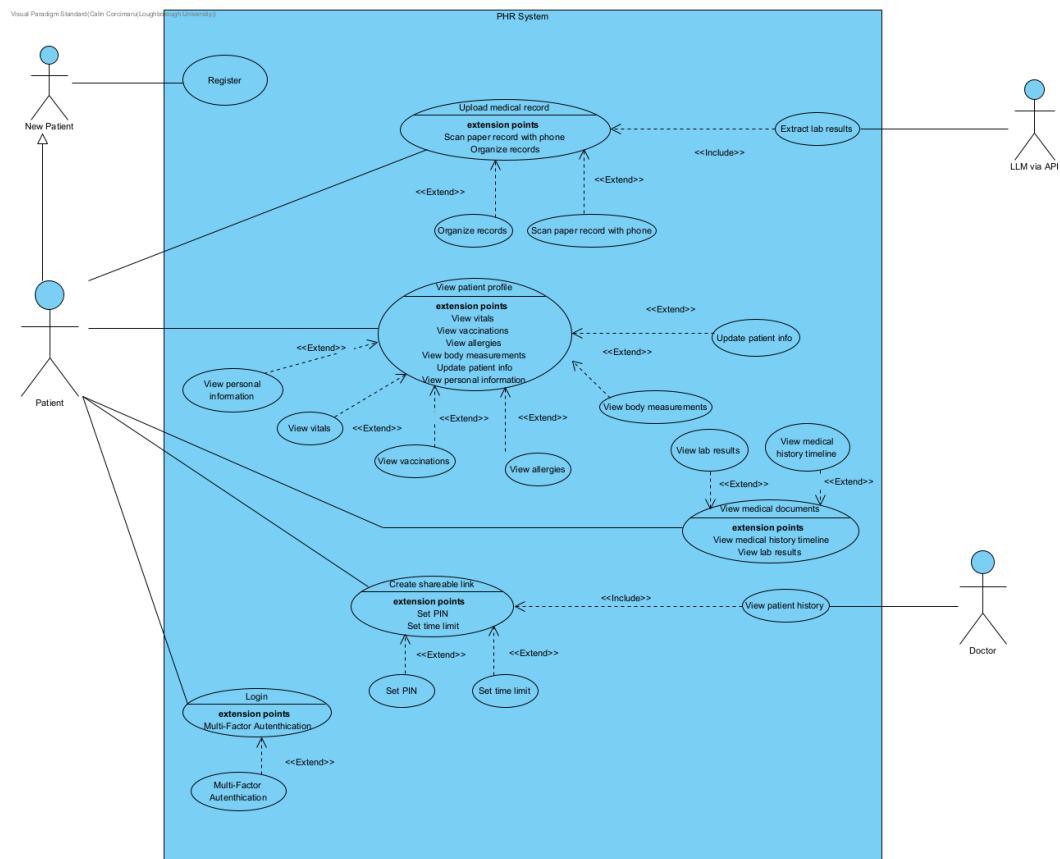 Visual Paradigm Standard(Calin Corcimaru(Loughborough University))
PHR System
New Patient
Register
Upload medical record
extension points
Scan paper record with phone
Organize records
<<Include>>
Extract lab results
LLM via API
<<Extend>>
<<Extend>>
Organize records
Scan paper record with phone
Patient
View patient profile
extension points
View vitals
View vaccinations
View allergies
View body measurements
Update patient info
View personal information
<<Extend>>
Update patient info
<<Extend>>
<<Extend>>
View personal
information
View body measurements
View vitals
<<Extend>>
<<Extend>>
<<Extend>>
View vaccinations
View allergies
View lab results
View medical
history timeline
<<Extend>>
<<Extend>>
View medical documents
extension points
View medical history timeline
View lab results
Create shareable link
extension points
Set PIN
Set time limit
<<Include>>
View patient history
Doctor
<<Extend>>
<<Extend>>
Set PIN
Set time limit
Login
extension points
Multi-Factor Autenthication
<<Extend>>
Multi-Factor
Autenthication